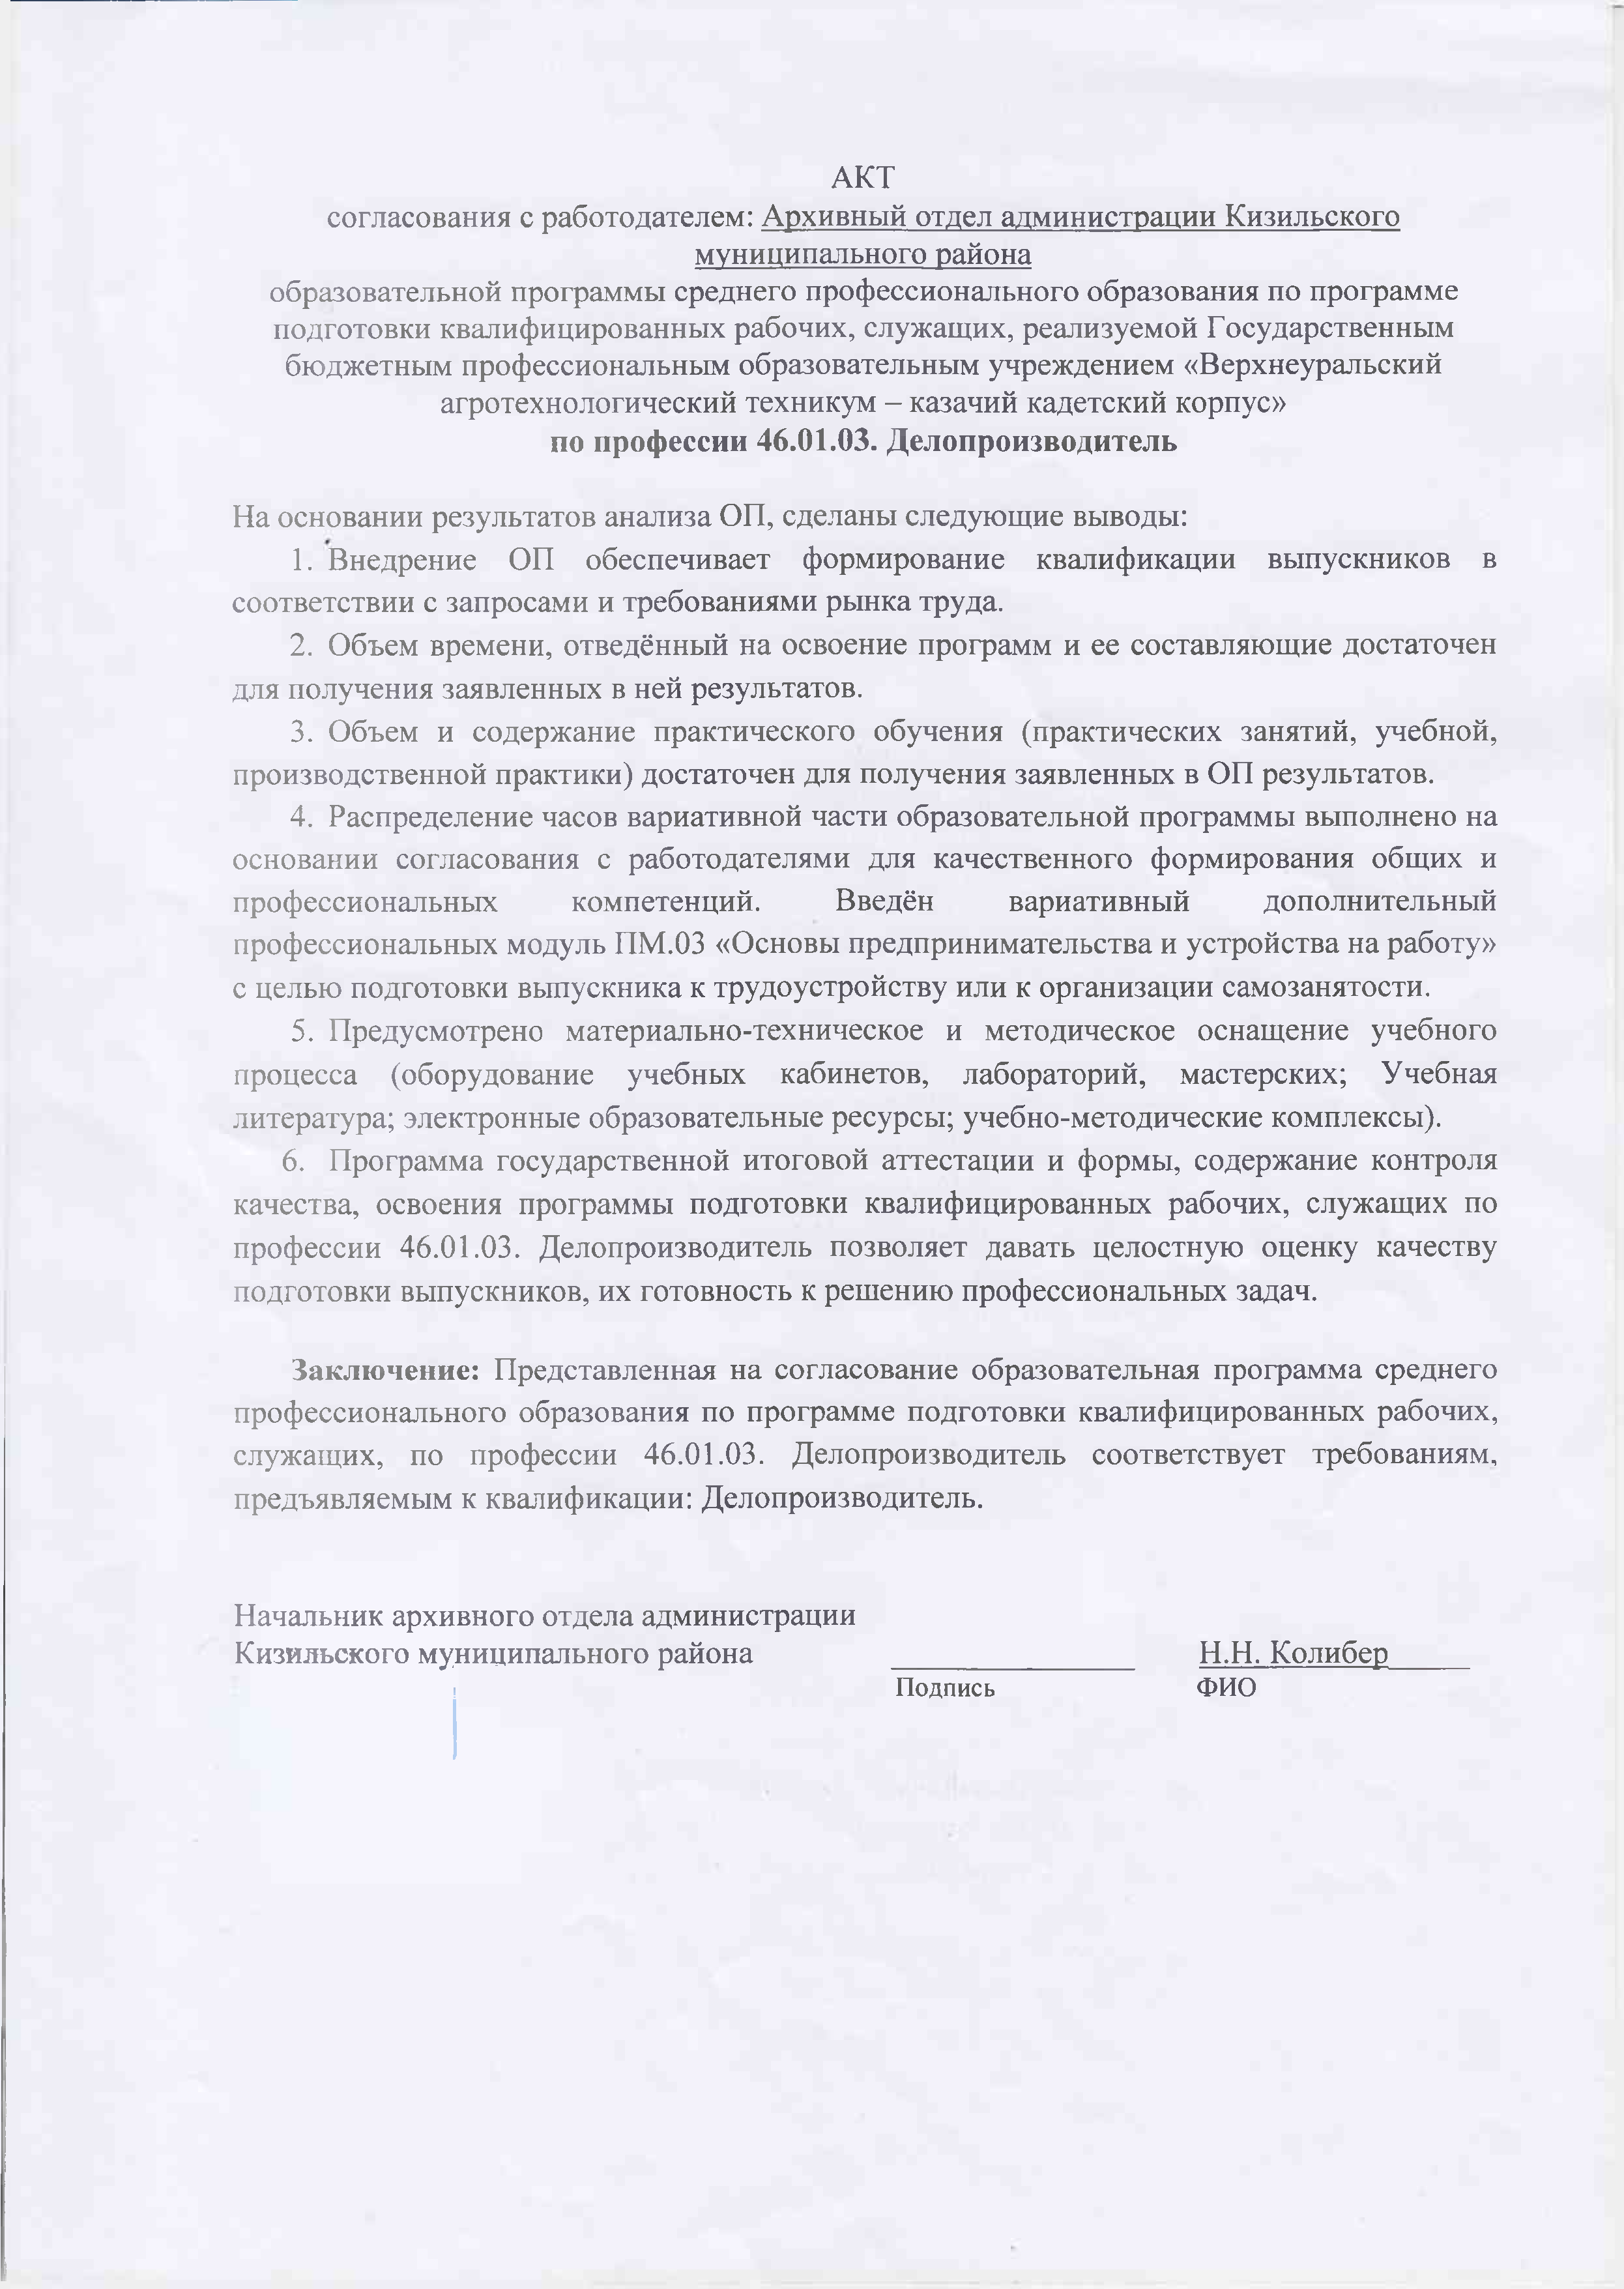 АКТ
согласования с работодателем: Архивный отдел администрации Кизильского
муниципального района
образовательной программы среднего профессионального образования по программе
подготовки квалифицированных рабочих, служащих, реализуемой Государственным
бюджетным профессиональным образовательным учреждением «Верхнеуральский
агротехнологический техникум – казачий кадетский корпус»
по профессии 46.01.03. Делопроизводитель
На основании результатов анализа ОП, сделаны следующие выводы:
1. Внедрение ОП обеспечивает формирование квалификации выпускников в
соответствии с запросами и требованиями рынка труда.
2. Объем времени, отведённый на освоение программ и ее составляющие достаточен
для получения заявленных в ней результатов.
3. Объем и содержание практического обучения (практических занятий, учебной,
производственной практики) достаточен для получения заявленных в ОП результатов.
4. Распределение часов вариативной части образовательной программы выполнено на
основании согласования с работодателями для качественного формирования общих и
профессиональных компетенций. Введён вариативный дополнительный
профессиональных модуль ПМ.03 «Основы предпринимательства и устройства на работу»
с целью подготовки выпускника к трудоустройству или к организации самозанятости.
5. Предусмотрено материально-техническое и методическое оснащение учебного
процесса (оборудование учебных кабинетов, лабораторий, мастерских; Учебная
литература; электронные образовательные ресурсы; учебно-методические комплексы).
6. Программа государственной итоговой аттестации и формы, содержание контроля
качества, освоения программы подготовки квалифицированных рабочих, служащих по
профессии 46.01.03. Делопроизводитель позволяет давать целостную оценку качеству
подготовки выпускников, их готовность к решению профессиональных задач.
Заключение: Представленная на согласование образовательная программа среднего
профессионального образования по программе подготовки квалифицированных рабочих,
служащих, по профессии 46.01.03. Делопроизводитель соответствует требованиям,
предъявляемым к квалификации: Делопроизводитель.
Начальник архивного отдела администрации
Кизильского муниципального района Н.Н. Колибер
Подпись ФИО